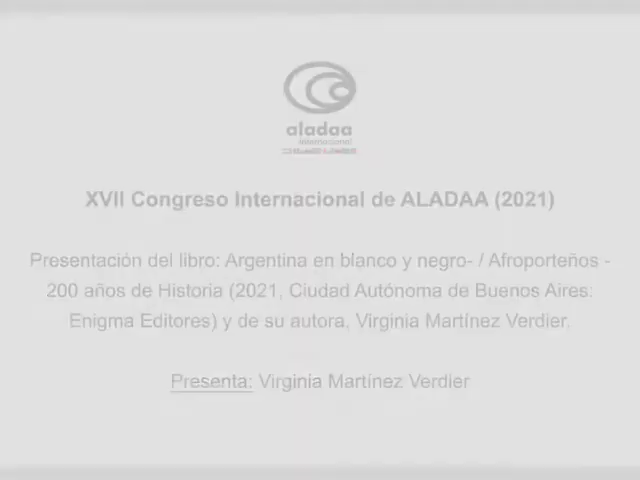 aladaa
internacional
XVII Congreso Internacional de ALADAA (2021)
Presentación del libro: Argentina en blanco y negro- / Afroporteños -
200 años de Historia (2021, Ciudad Autónoma de Buenos Aires:
Enigma Editores) y de su autora, Virginia Martínez Verdier.
Presenta: Virginia Martínez Verdier